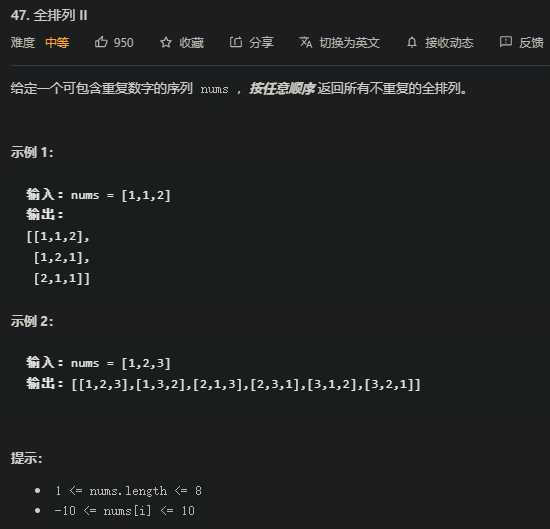 47. 全排列 II
难度 中等 950 收藏 分享 切换为英文 接收动态 反馈
给定一个可包含重复数字的序列 nums ，按任意顺序 返回所有不重复的全排列。
示例 1：
输入：nums = [1,1,2]
输出：
[[1,1,2],
[1,2,1],
[2,1,1]]
示例 2：
输入：nums = [1,2,3]
输出：[[1,2,3],[1,3,2],[2,1,3],[2,3,1],[3,1,2],[3,2,1]]
提示：
1 <= nums.length <= 8
-10 <= nums[i] <= 10